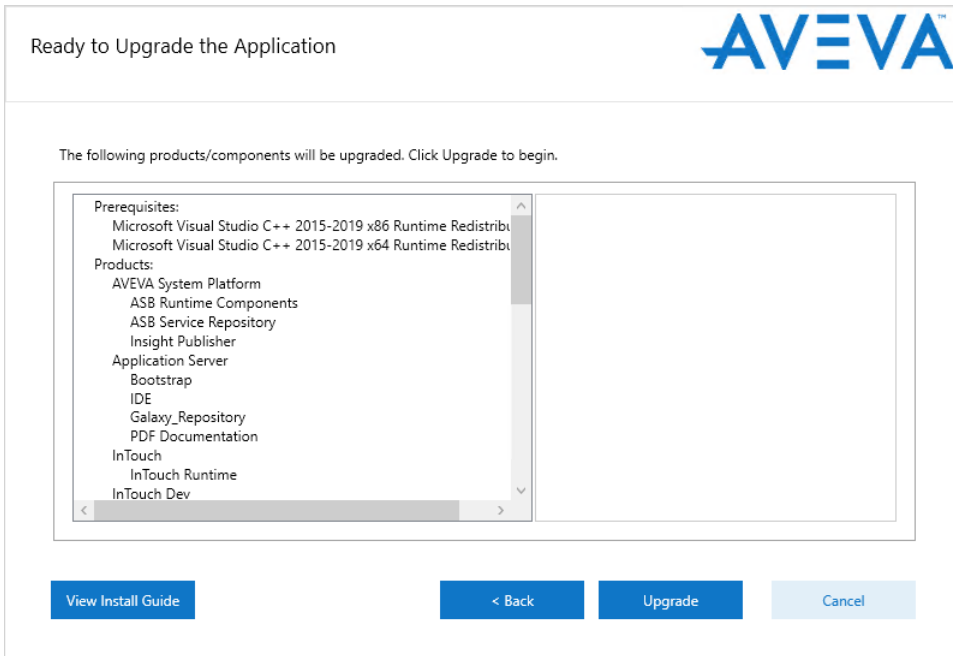 Ready to Upgrade the Application
AVEVA™
The following products/components will be upgraded. Click Upgrade to begin.
Prerequisites:
Microsoft Visual Studio C++ 2015-2019 x86 Runtime Redistribu
Microsoft Visual Studio C++ 2015-2019 x64 Runtime Redistribu
Products:
AVEVA System Platform
ASB Runtime Components
ASB Service Repository
Insight Publisher
Application Server
Bootstrap
IDE
Galaxy_Repository
PDF Documentation
InTouch
InTouch Runtime
InTouch Dev
View Install Guide
< Back
Upgrade
Cancel